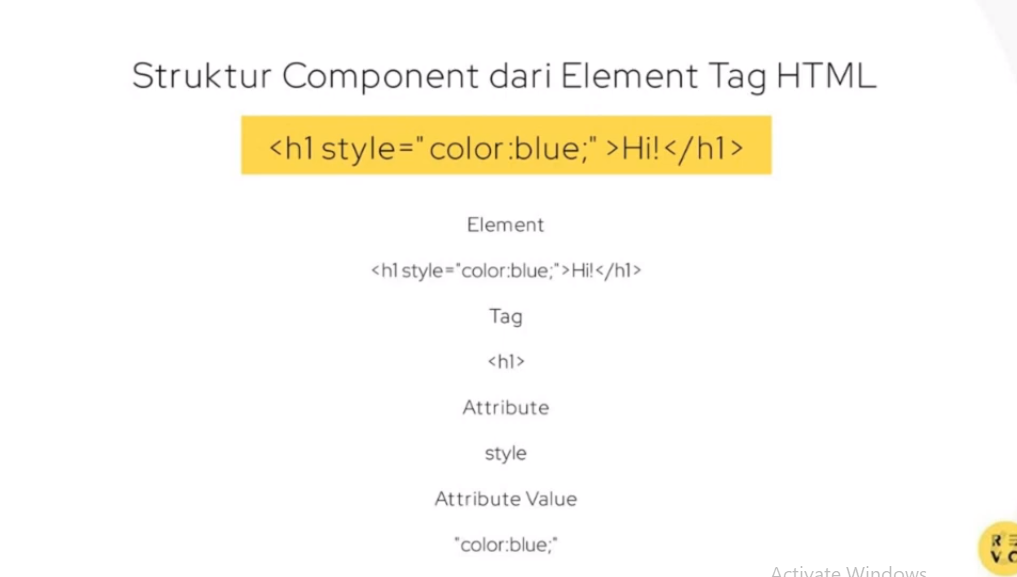 Struktur Component dari Element Tag HTML
<h1 style=" color:blue;" >Hi!</h1>
Element
<h1 style="color:blue;">Hi!</h1>
Tag
<h1>
Attribute
style
Attribute Value
"color:blue;"
Activate Windows